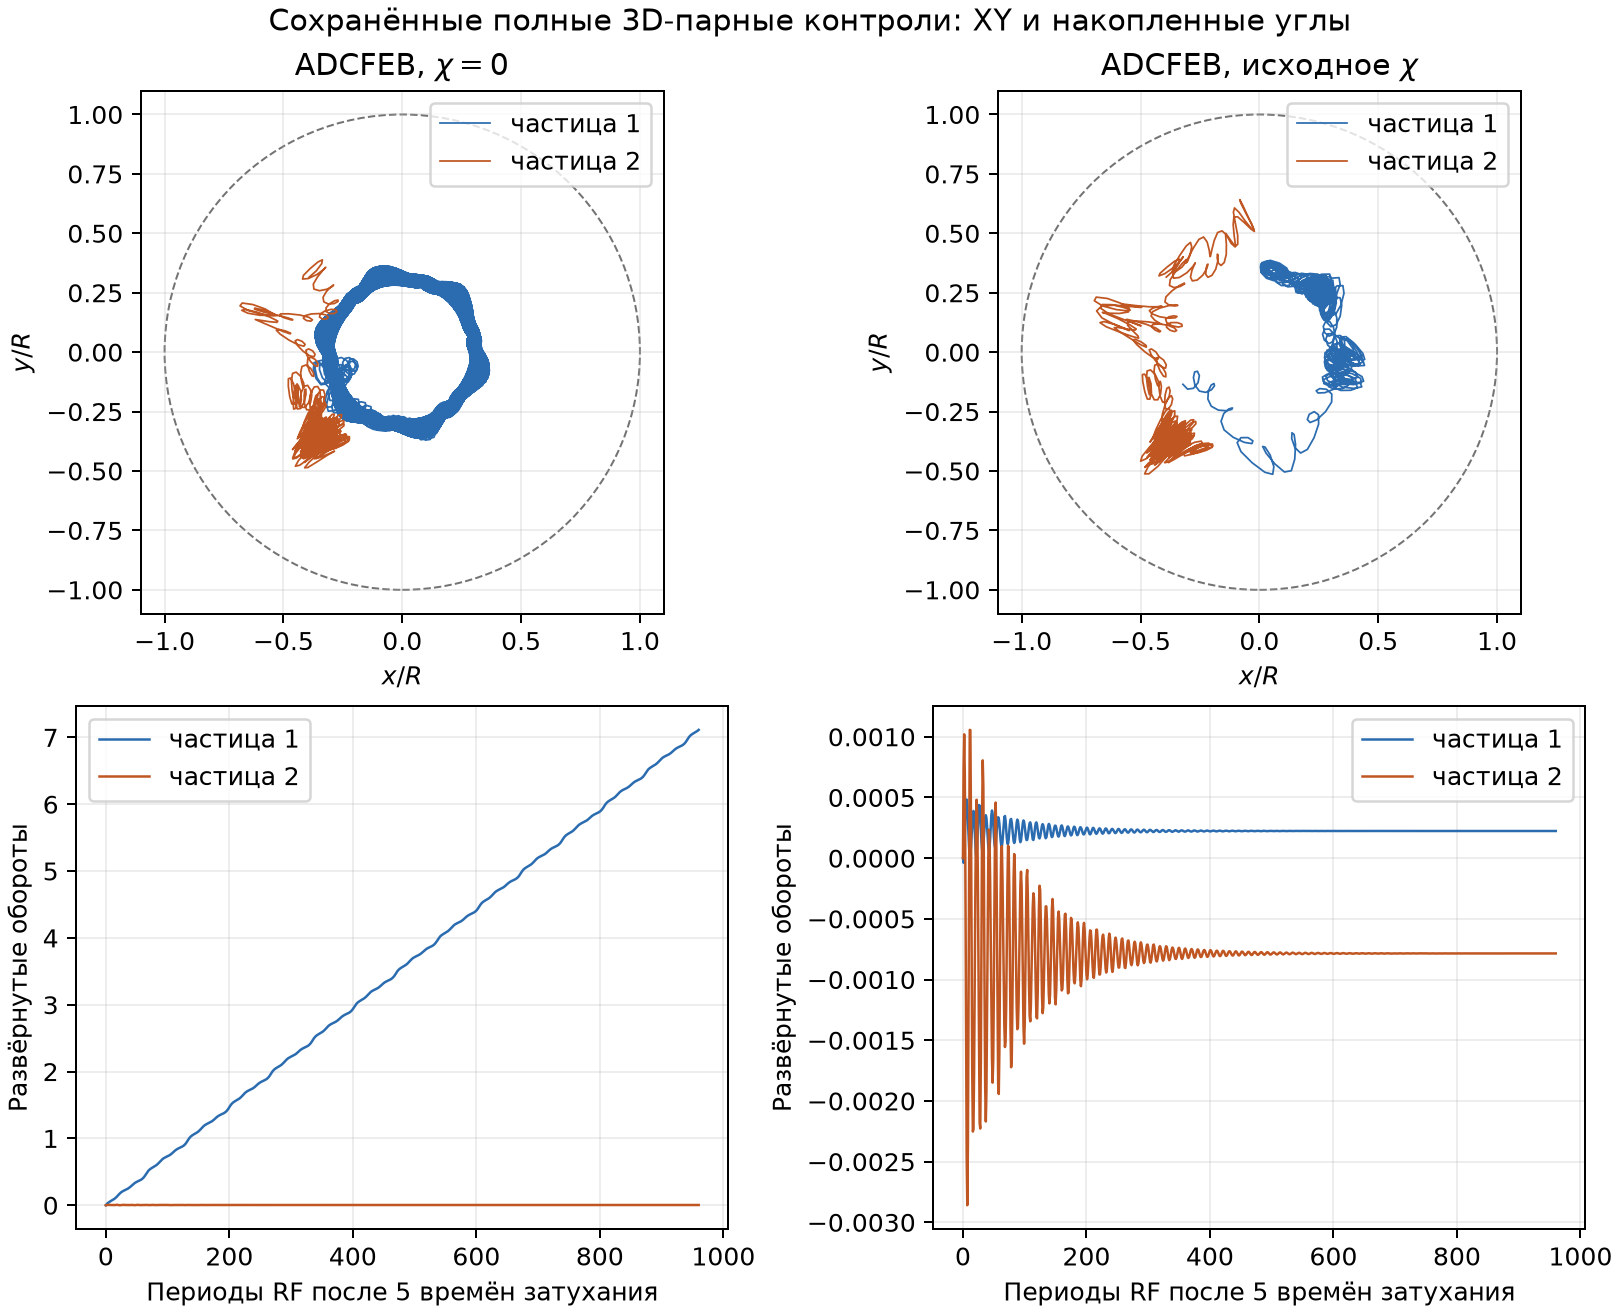 Сохранённые полные 3D-парные контроли: XY и накопленные углы
ADCFEB, χ = 0
частица 1
частица 2
1.00
0.75
0.50
0.25
0.00
−0.25
−0.50
−0.75
−1.00
y/R
−1.0 −0.5 0.0 0.5 1.0
x/R
ADCFEB, исходное χ
частица 1
частица 2
1.00
0.75
0.50
0.25
0.00
−0.25
−0.50
−0.75
−1.00
y/R
−1.0 −0.5 0.0 0.5 1.0
x/R
частица 1
частица 2
7
6
5
4
3
2
1
0
Развёрнутые обороты
0 200 400 600 800 1000
Периоды RF после 5 времён затухания
частица 1
частица 2
0.0010
0.0005
0.0000
−0.0005
−0.0010
−0.0015
−0.0020
−0.0025
−0.0030
Развёрнутые обороты
0 200 400 600 800 1000
Периоды RF после 5 времён затухания